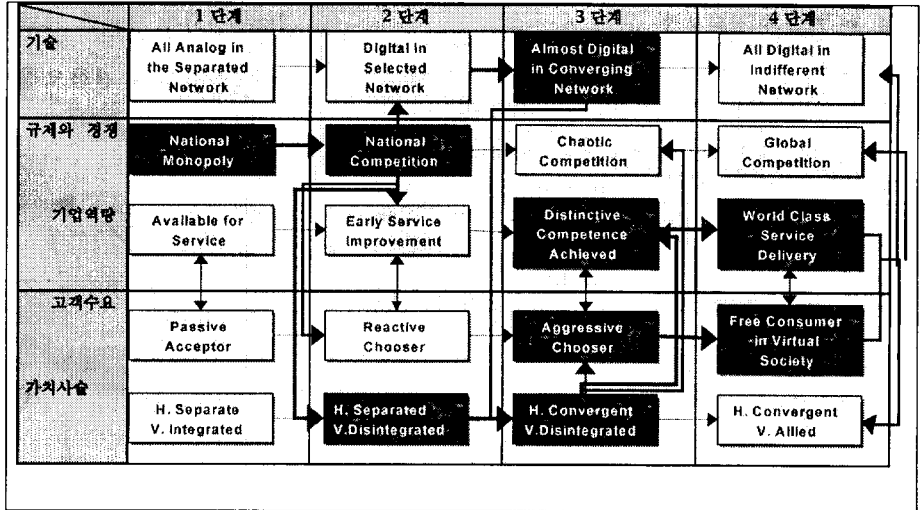 1 단계
2 단계
3 단계
4 단계
기술
All Analog in
the Separated
Network
Digital in
Selected
Network
Almost Digital
in Converging
Network
All Digital in
Indifferent
Network
규제와 경쟁
National
Mohopoly
National
Competition
Chaotic
Competition
Global
Competition
기업역량
Available for
Service
Early Service
Improvement
Distinctive
Competence
Achieved
World Class
Service
Delivery
고객수요
Passive
Acceptor
Reactive
Chooser
Aggressive
Chooser
Free Consumer
in Virtual
Society
가치사슬
H. Separate
V. Integrated
H. Separated
V.Disintegrated
H. Convergent
V.Disintegrated
H. Convergent
V. Allied